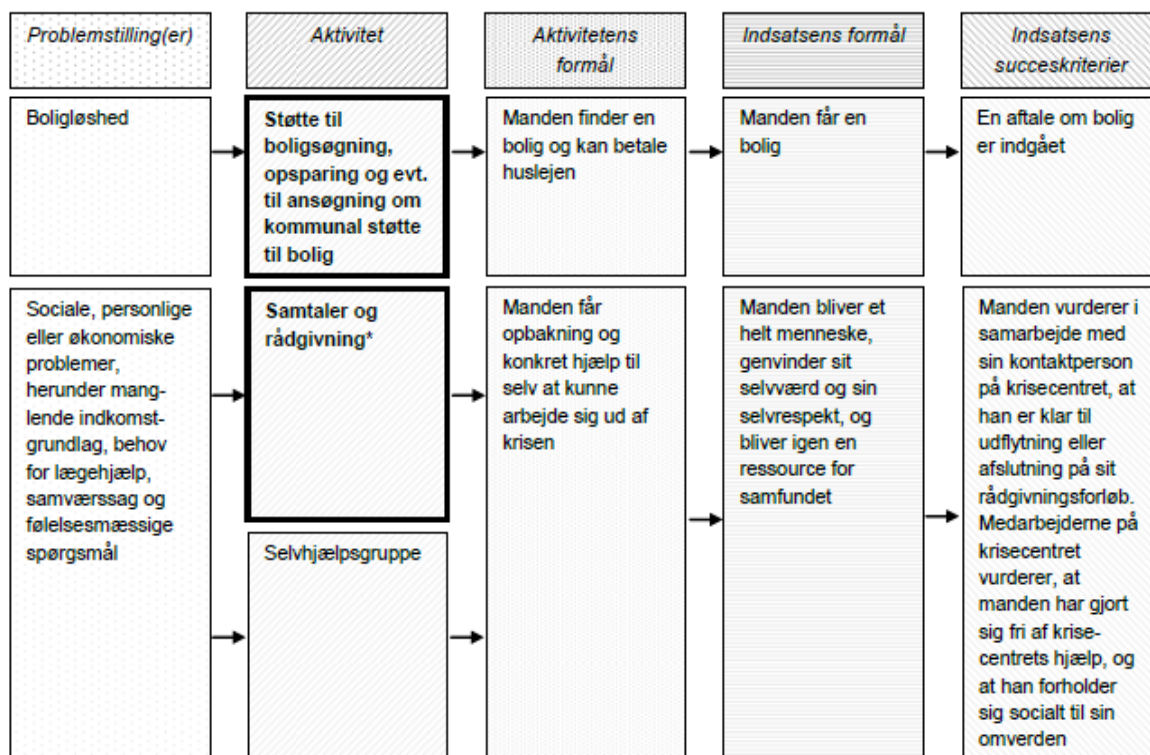 Problemstilling(er)
Aktivitet
Aktivitetens
formål
Indsatsens formål
Indsatsens
succeskriterier
Boligløshed
Støtte til
boligsøgning,
opsparing og evt.
til ansøgning om
kommunal støtte
til bolig
Manden finder en
bolig og kan betale
huslejen
Manden får en
bolig
En aftale om bolig
er indgået
Sociale, personlige
eller økonomiske
problemer,
herunder mang-
lende indkomst-
grundlag, behov
for lægehjælp,
samværssag og
følelsesmæssige
spørgsmål
Samtaler og
rådgivning*
Selvhjælpsgruppe
Manden får
opbakning og
konkret hjælp til
selv at kunne
arbejde sig ud af
krisen
Manden bliver et
helt menneske,
genvinder sit
selvværd og sin
selvrespekt, og
bliver igen en
ressource for
samfundet
Manden vurderer i
samarbejde med
sin kontaktperson
på krisecentret, at
han er klar til
udflytning eller
afslutning på sit
rådgivningsforløb.
Medarbejderne på
krisecentret
vurderer, at
manden har gjort
sig fri af krise-
centrets hjælp, og
at han forholder
sig socialt til sin
omverden